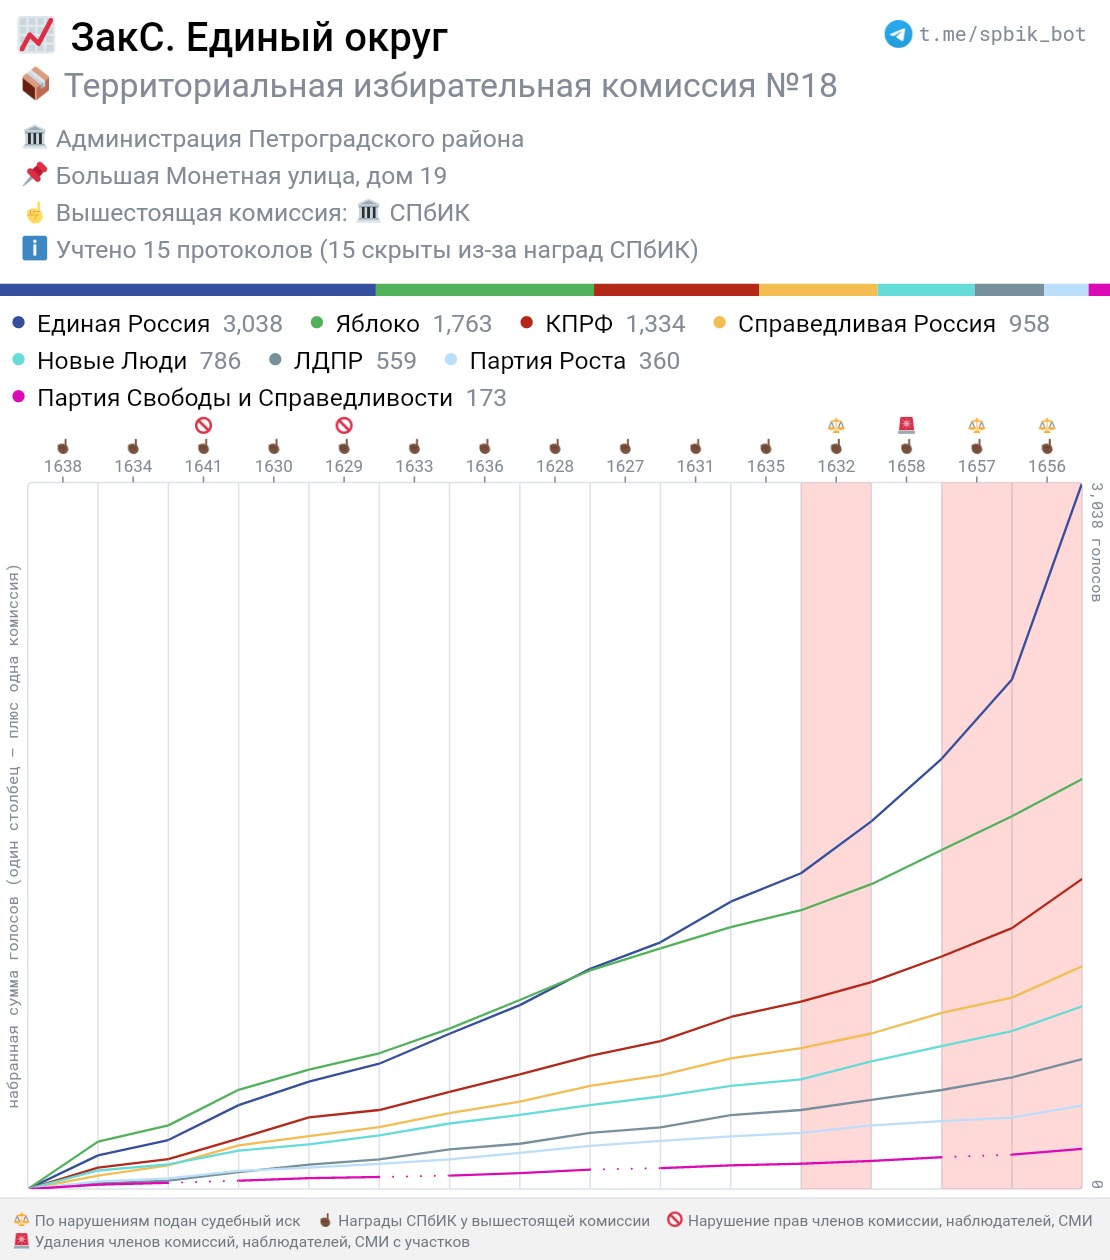 ЗакС. Единый округ
t.me/spbik_bot
Территориальная избирательная комиссия №18
Администрация Петроградского района
Большая Монетная улица, дом 19
Вышестоящая комиссия: СПбИК
Учтено 15 протоколов (15 скрыты из-за наград СПбИК)
Единая Россия 3,038 Яблоко 1,763 КПРФ 1,334 Справедливая Россия 958
Новые Люди 786 ЛДПР 559 Партия Роста 360
Партия Свободы и Справедливости 173
1638 1634 1641 1630 1629 1633 1636 1628 1627 1631 1635 1632 1658 1657 1656
3,038 голосов
набранная сумма голосов (один столбец — плюс одна комиссия)
0
По нарушениям подан судебный иск Награды СПбИК у вышестоящей комиссии Нарушение прав членов комиссии, наблюдателей, СМИ
Удаления членов комиссий, наблюдателей, СМИ с участков